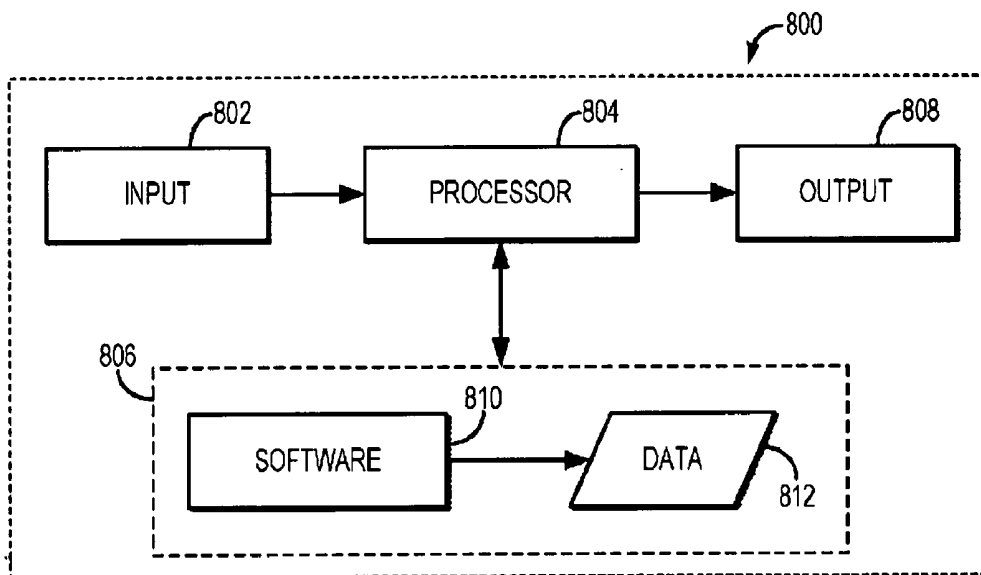 800
802
804
808
INPUT
PROCESSOR
OUTPUT
806
810
SOFTWARE
DATA
812